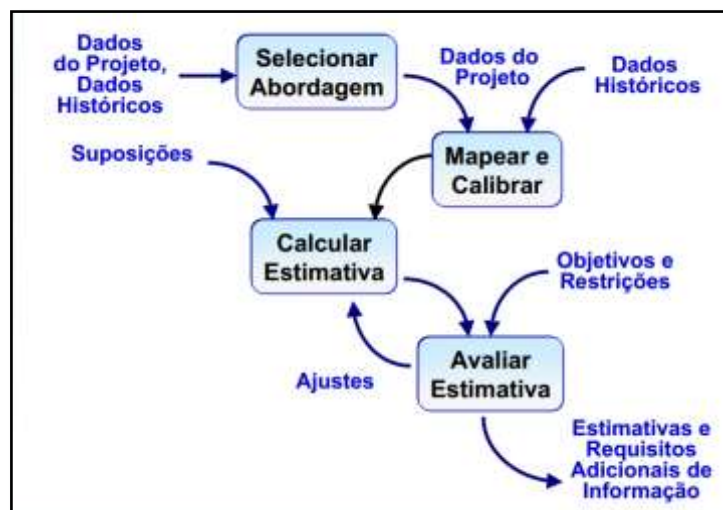 Dados
do Projeto,
Dados
Históricos
Selecionar
Abordagem
Dados do
Projeto
Dados
Históricos
Suposições
Mapear e
Calibrar
Calcular
Estimativa
Objetivos e
Restrições
Ajustes
Avaliar
Estimativa
Estimativas e
Requisitos
Adicionais de
Informação